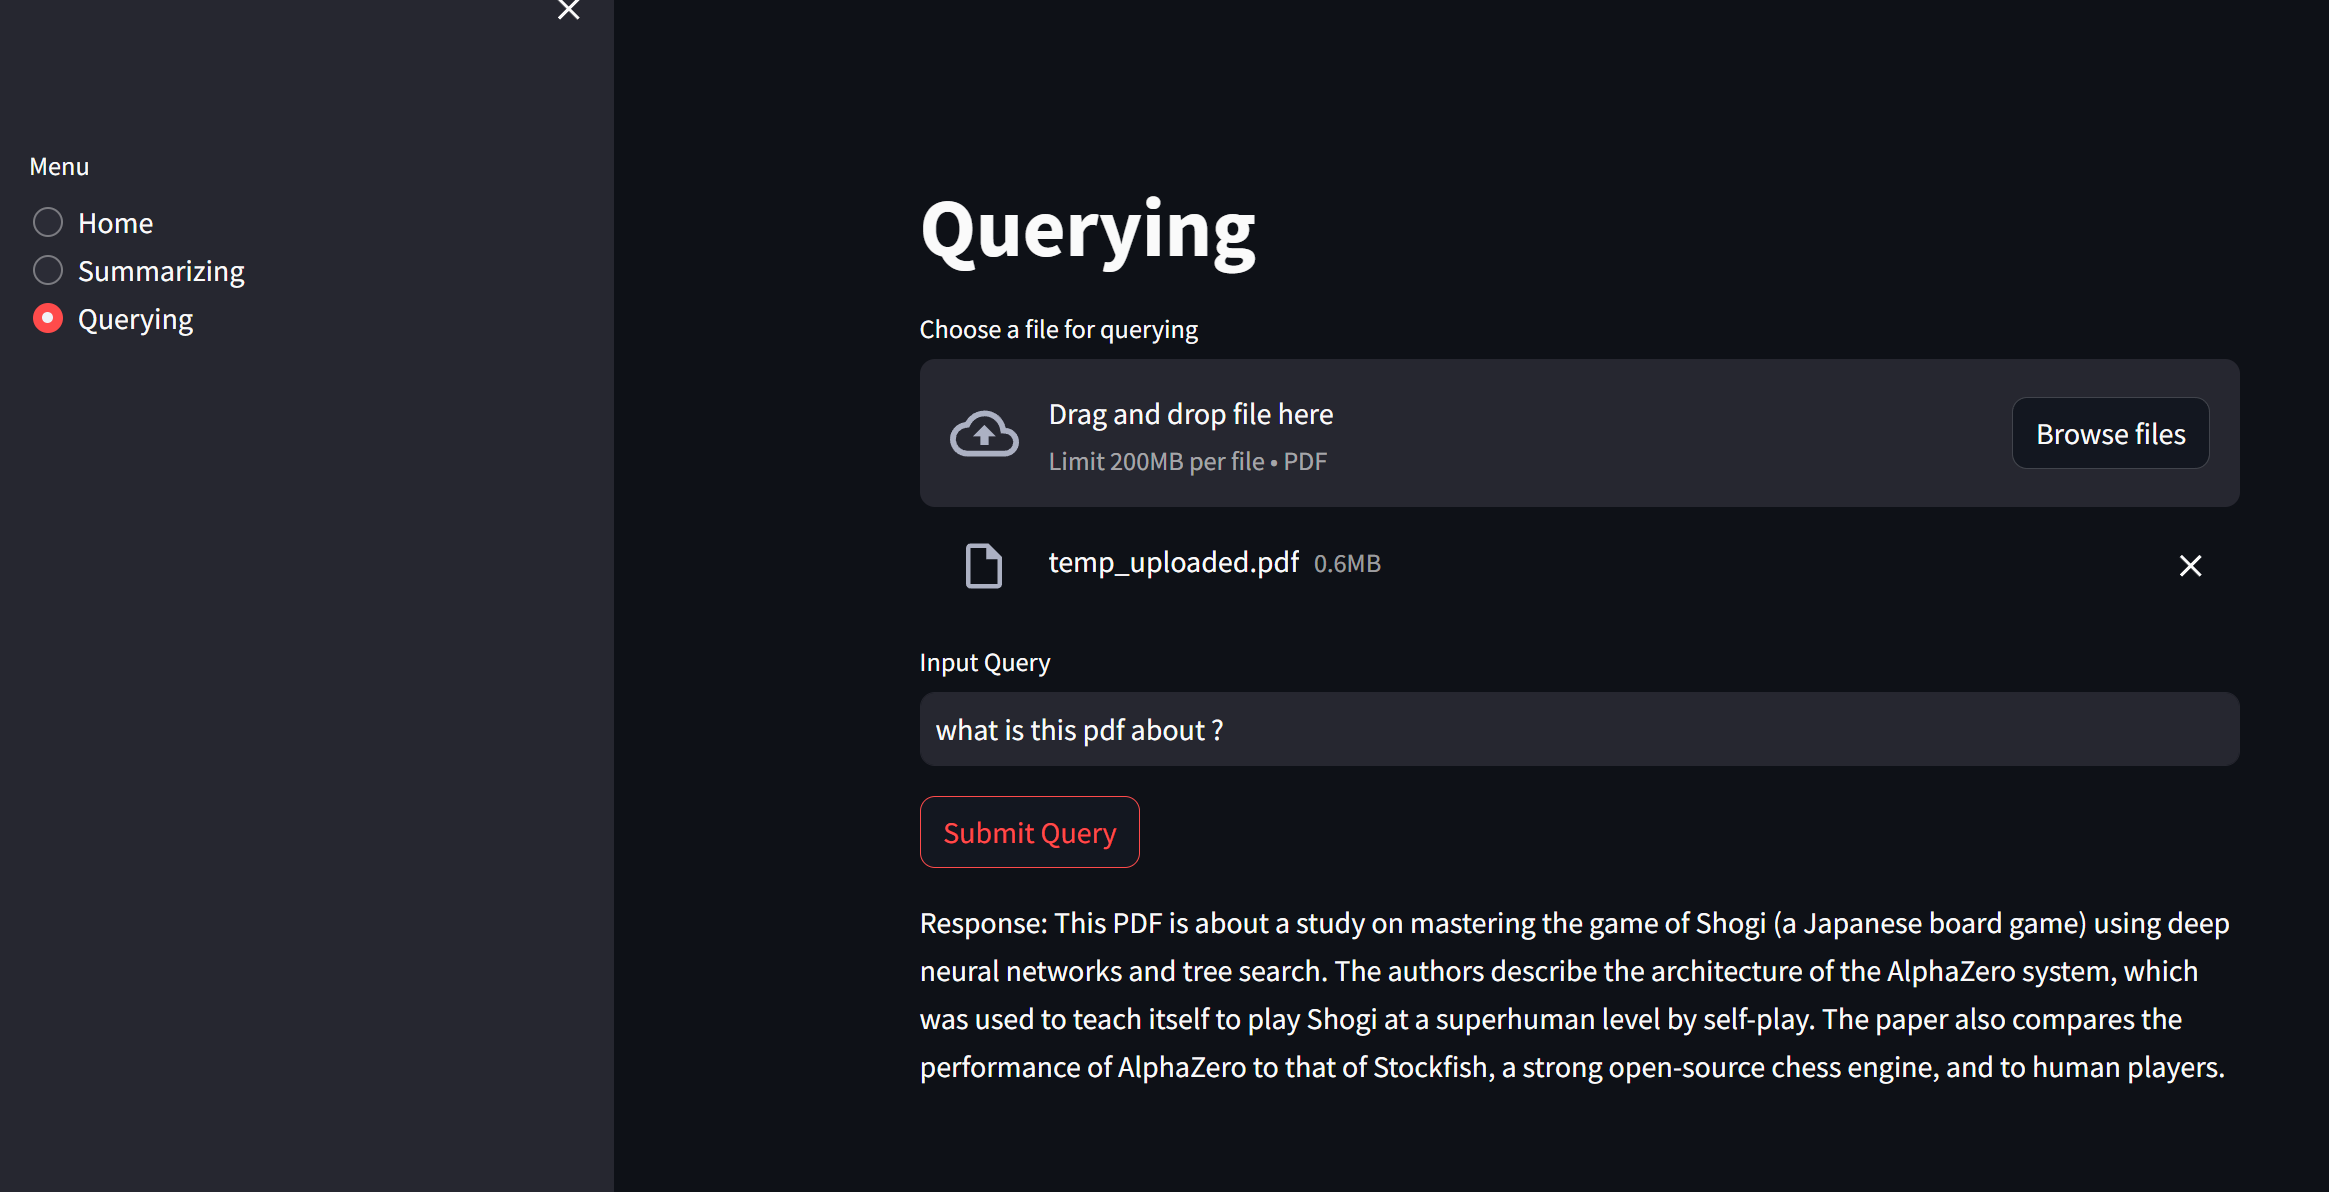 Menu
Home
Summarizing
Querying
Querying
Choose a file for querying
Drag and drop file here
Limit 200MB per file • PDF
Browse files
temp_uploaded.pdf 0.6MB
Input Query
what is this pdf about ?
Submit Query
Response: This PDF is about a study on mastering the game of Shogi (a Japanese board game) using deep
neural networks and tree search. The authors describe the architecture of the AlphaZero system, which
was used to teach itself to play Shogi at a superhuman level by self-play. The paper also compares the
performance of AlphaZero to that of Stockfish, a strong open-source chess engine, and to human players.